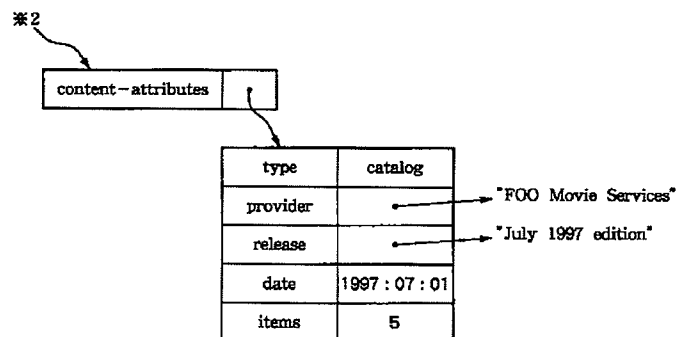 ※2
content-attributes
type catalog
provider "FOO Movie Services"
release "July 1997 edition"
date 1997:07:01
items 5